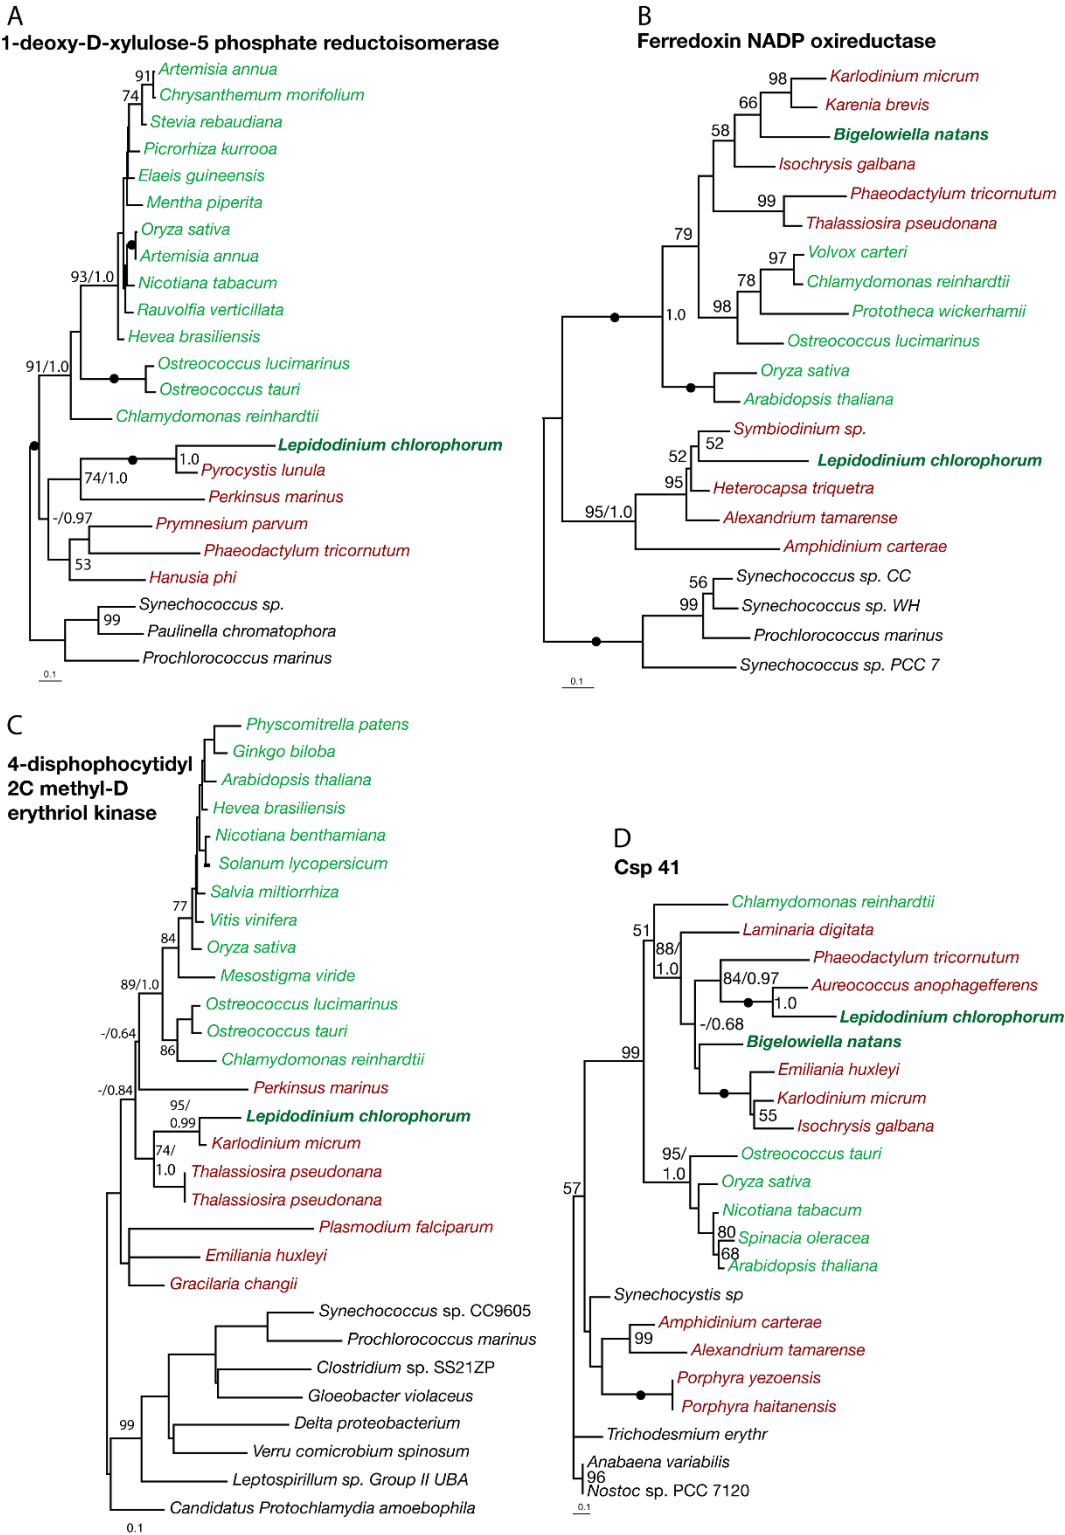 A
1-deoxy-D-xylulose-5 phosphate reductoisomerase
Artemisia annua
91
Chrysanthemum morifolium
74
Stevia rebaudiana
Picrorhiza kurrooa
Elaeis guineensis
Mentha piperita
Oryza sativa
Artemisia annua
93/1.0
Nicotiana tabacum
Rauvolfia verticillata
Hevea brasiliensis
Ostreococcus lucimarinus
91/1.0
Ostreococcus tauri
Chlamydomonas reinhardtii
Lepidodinium chlorophorum
1.0
Pyrocystis lunula
74/1.0
Perkinsus marinus
-/0.97
Prymnesium parvum
Phaeodactylum tricornutum
53
Hanusia phi
Synechococcus sp.
99
Paulinella chromatophora
Prochlorococcus marinus
0.1
B
Ferredoxin NADP oxireductase
98
Karlodinium micrum
66
Karenia brevis
58
Bigelowiella natans
Isochrysis galbana
Phaeodactylum tricornutum
99
Thalassiosira pseudonana
79
Volvox carteri
97
78
Chlamydomonas reinhardtii
98
Prototheca wickerhamii
1.0
Ostreococcus lucimarinus
Oryza sativa
Arabidopsis thaliana
Symbiodinium sp.
52
52
Lepidodinium chlorophorum
95
Heterocapsa triquetra
95/1.0
Alexandrium tamarense
Amphidinium carterae
Synechococcus sp. CC
56
99
Synechococcus sp. WH
Prochlorococcus marinus
Synechococcus sp. PCC 7
0.1
C
4-disphophocytidyl
2C methyl-D
erythriol kinase
Physcomitrella patens
Ginkgo biloba
Arabidopsis thaliana
Hevea brasiliensis
Nicotiana benthamiana
Solanum lycopersicum
Salvia miltiorrhiza
77
Vitis vinifera
84
Oryza sativa
Mesostigma viride
89/1.0
Ostreococcus lucimarinus
-/0.64
Ostreococcus tauri
86
Chlamydomonas reinhardtii
-/0.84
Perkinsus marinus
95/
0.99
Lepidodinium chlorophorum
Karlodinium micrum
74/
1.0
Thalassiosira pseudonana
Thalassiosira pseudonana
Plasmodium falciparum
Emiliania huxleyi
Gracilaria changii
Synechococcus sp. CC9605
Prochlorococcus marinus
Clostridium sp. SS21ZP
Gloeobacter violaceus
99
Delta proteobacterium
Verru comicrobium spinosum
Leptospirillum sp. Group II UBA
Candidatus Protochlamydia amoebophila
0.1
D
Csp 41
Chlamydomonas reinhardtii
51
Laminaria digitata
88/
1.0
Phaeodactylum tricornutum
84/0.97
Aureococcus anophagefferens
1.0
Lepidodinium chlorophorum
-/0.68
Bigelowiella natans
99
Emiliania huxleyi
Karlodinium micrum
55
Isochrysis galbana
95/
1.0
Ostreococcus tauri
Oryza sativa
57
Nicotiana tabacum
80
Spinacia oleracea
68
Arabidopsis thaliana
Synechocystis sp
Amphidinium carterae
99
Alexandrium tamarense
Porphyra yezoensis
Porphyra haitanensis
Trichodesmium erythr
Anabaena variabilis
96
Nostoc sp. PCC 7120
0.1